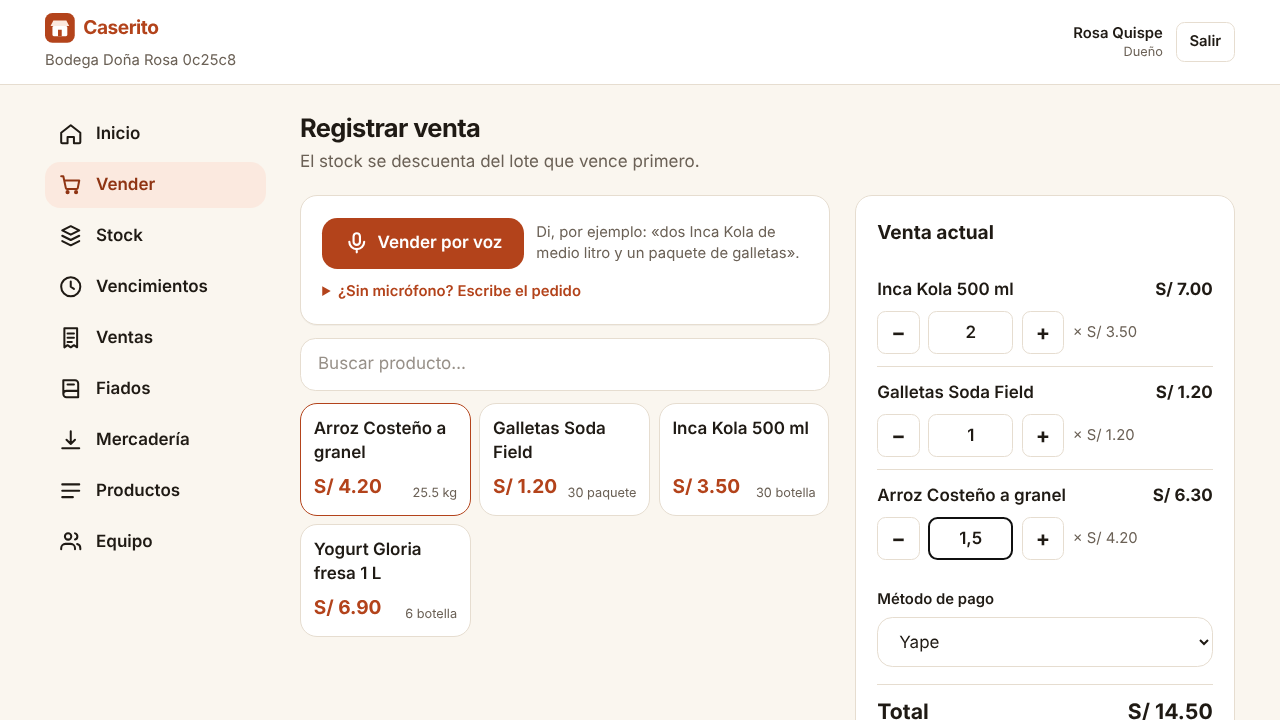 Caserito
Bodega Doña Rosa 0c25c8
Rosa Quispe
Dueño
Salir
Inicio
Vender
Stock
Vencimientos
Ventas
Fiados
Mercadería
Productos
Equipo
Registrar venta
El stock se descuenta del lote que vence primero.
Vender por voz
Di, por ejemplo: «dos Inca Kola de
medio litro y un paquete de galletas».
¿Sin micrófono? Escribe el pedido
Buscar producto...
Arroz Costeño a
granel
S/ 4.20
25.5 kg
Galletas Soda
Field
S/ 1.20
30 paquete
Inca Kola 500 ml
S/ 3.50
30 botella
Yogurt Gloria
fresa 1 L
S/ 6.90
6 botella
Venta actual
Inca Kola 500 ml S/ 7.00
− 2 + × S/ 3.50
Galletas Soda Field S/ 1.20
− 1 + × S/ 1.20
Arroz Costeño a granel S/ 6.30
− 1,5 + × S/ 4.20
Método de pago
Yape
Total S/ 14.50